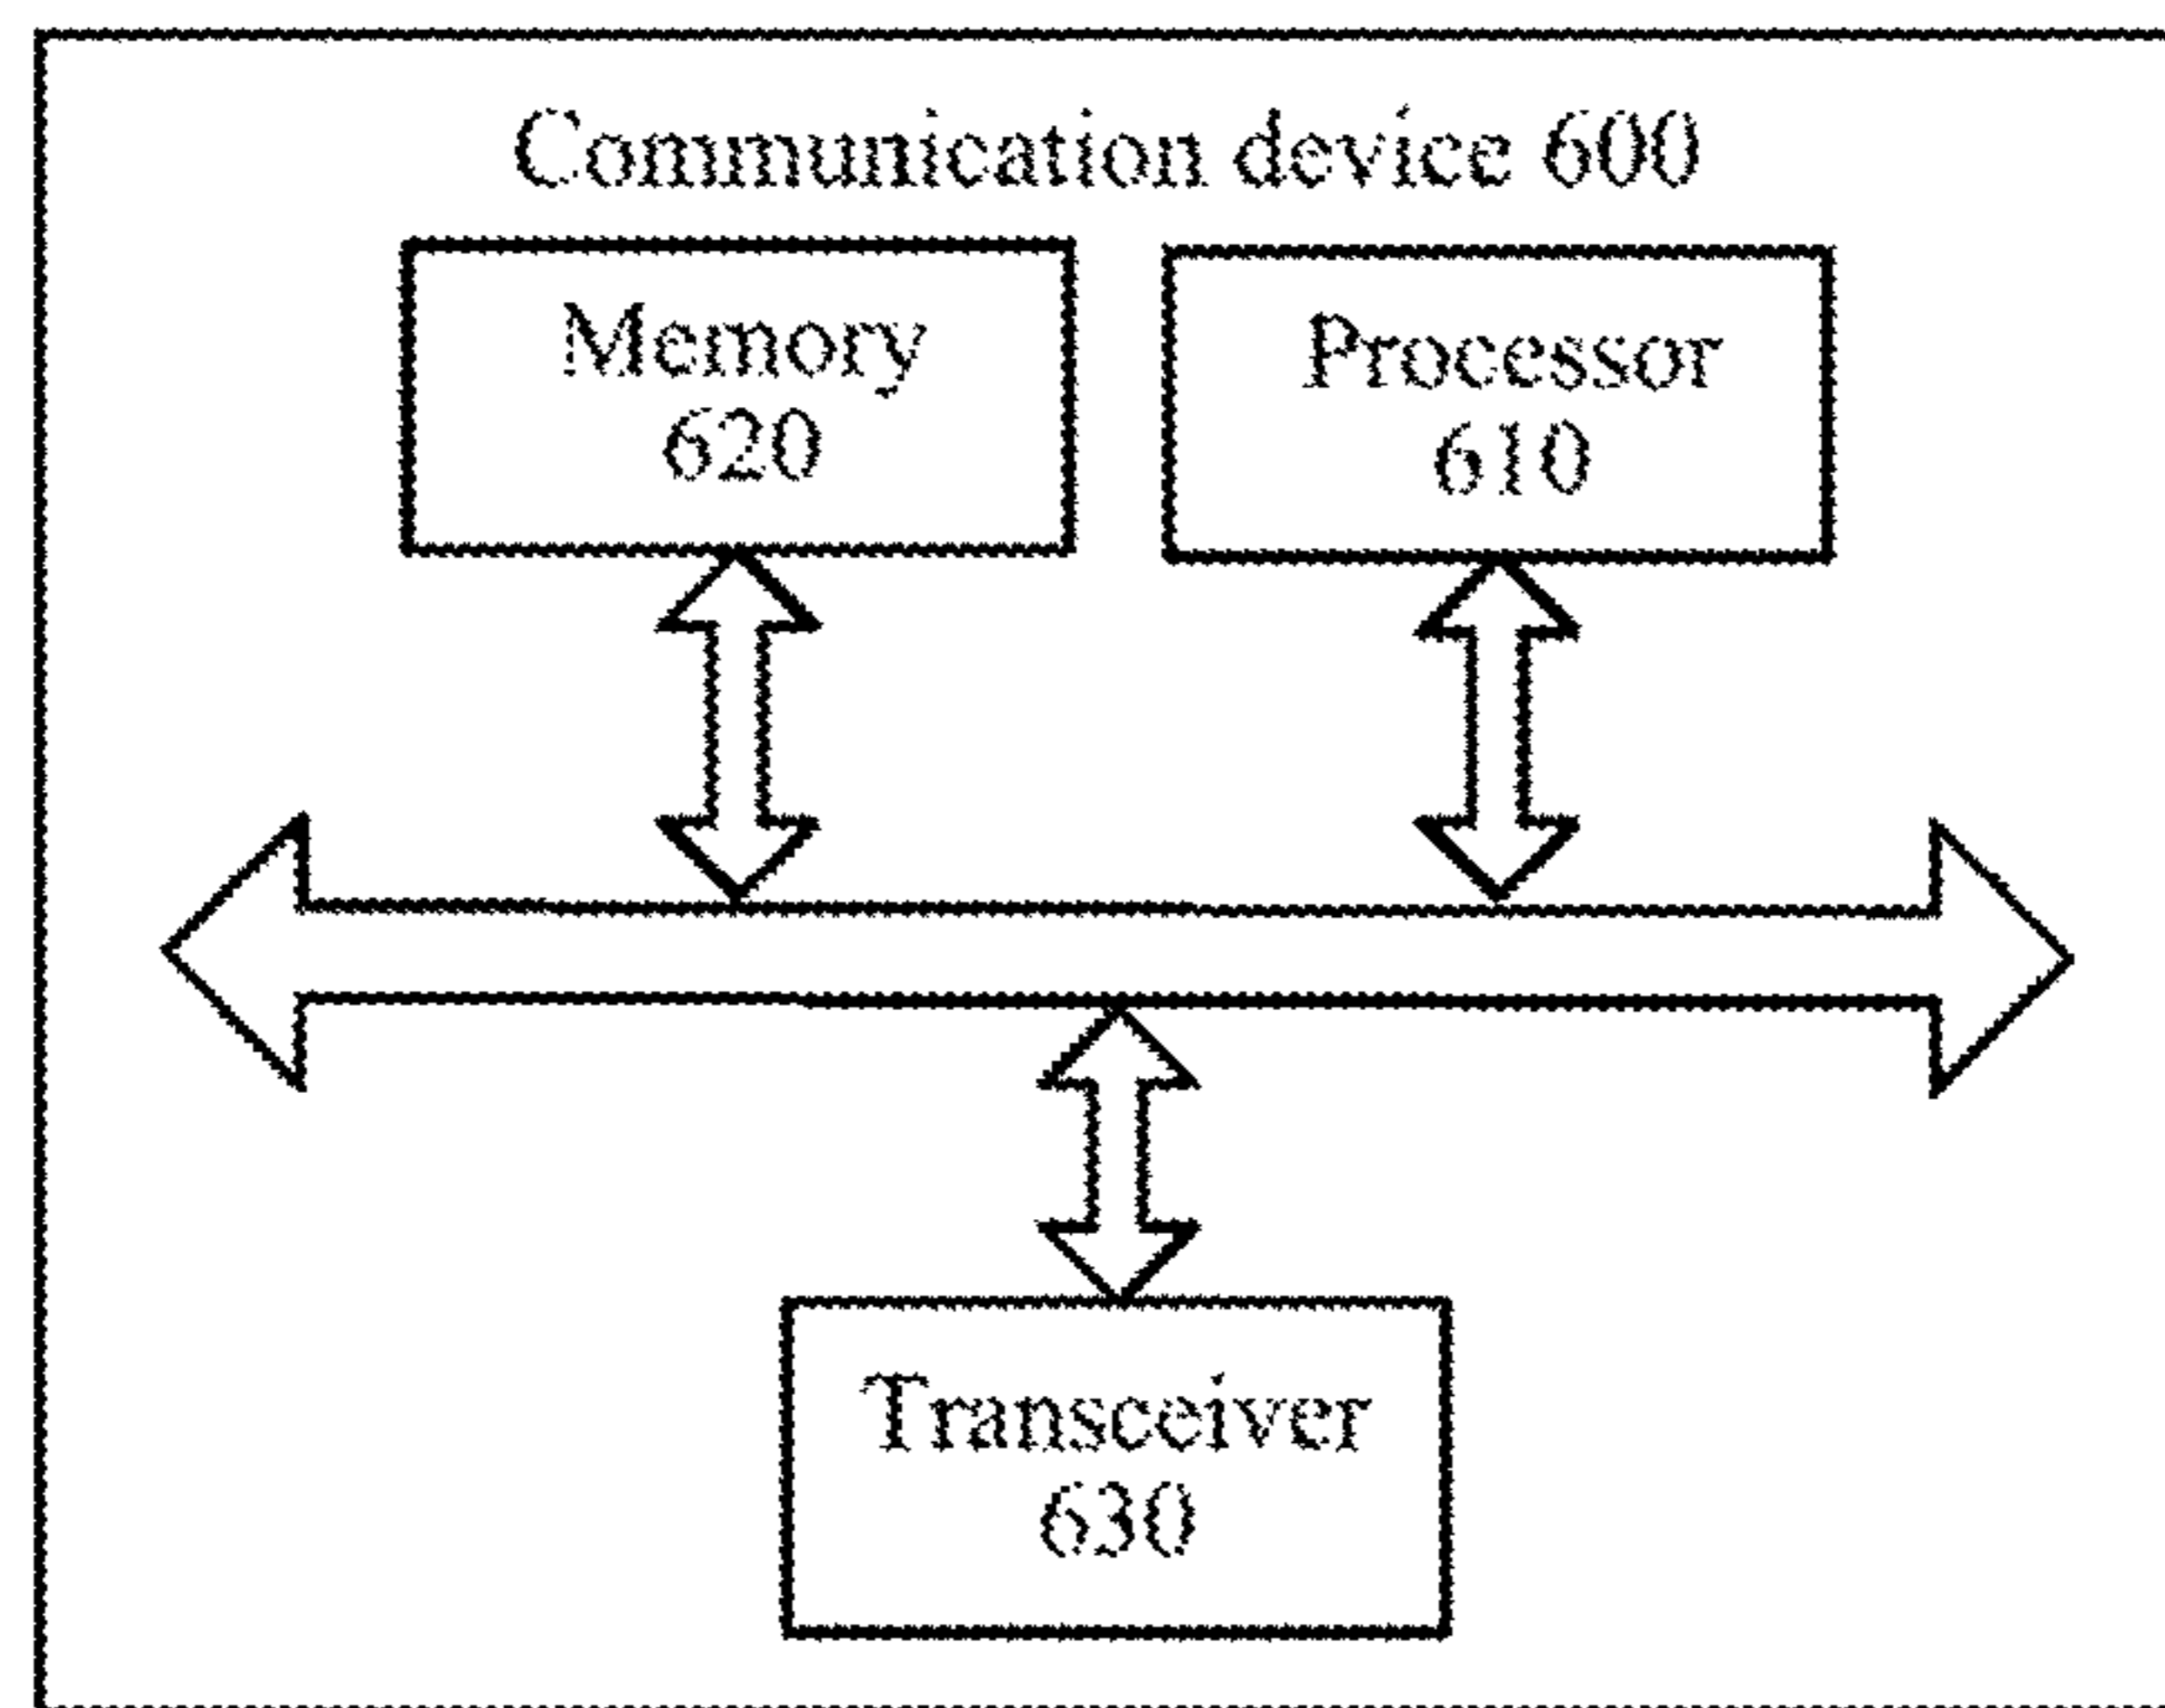 Communication device 600
Memory
620
Processor
610
Transceiver
630